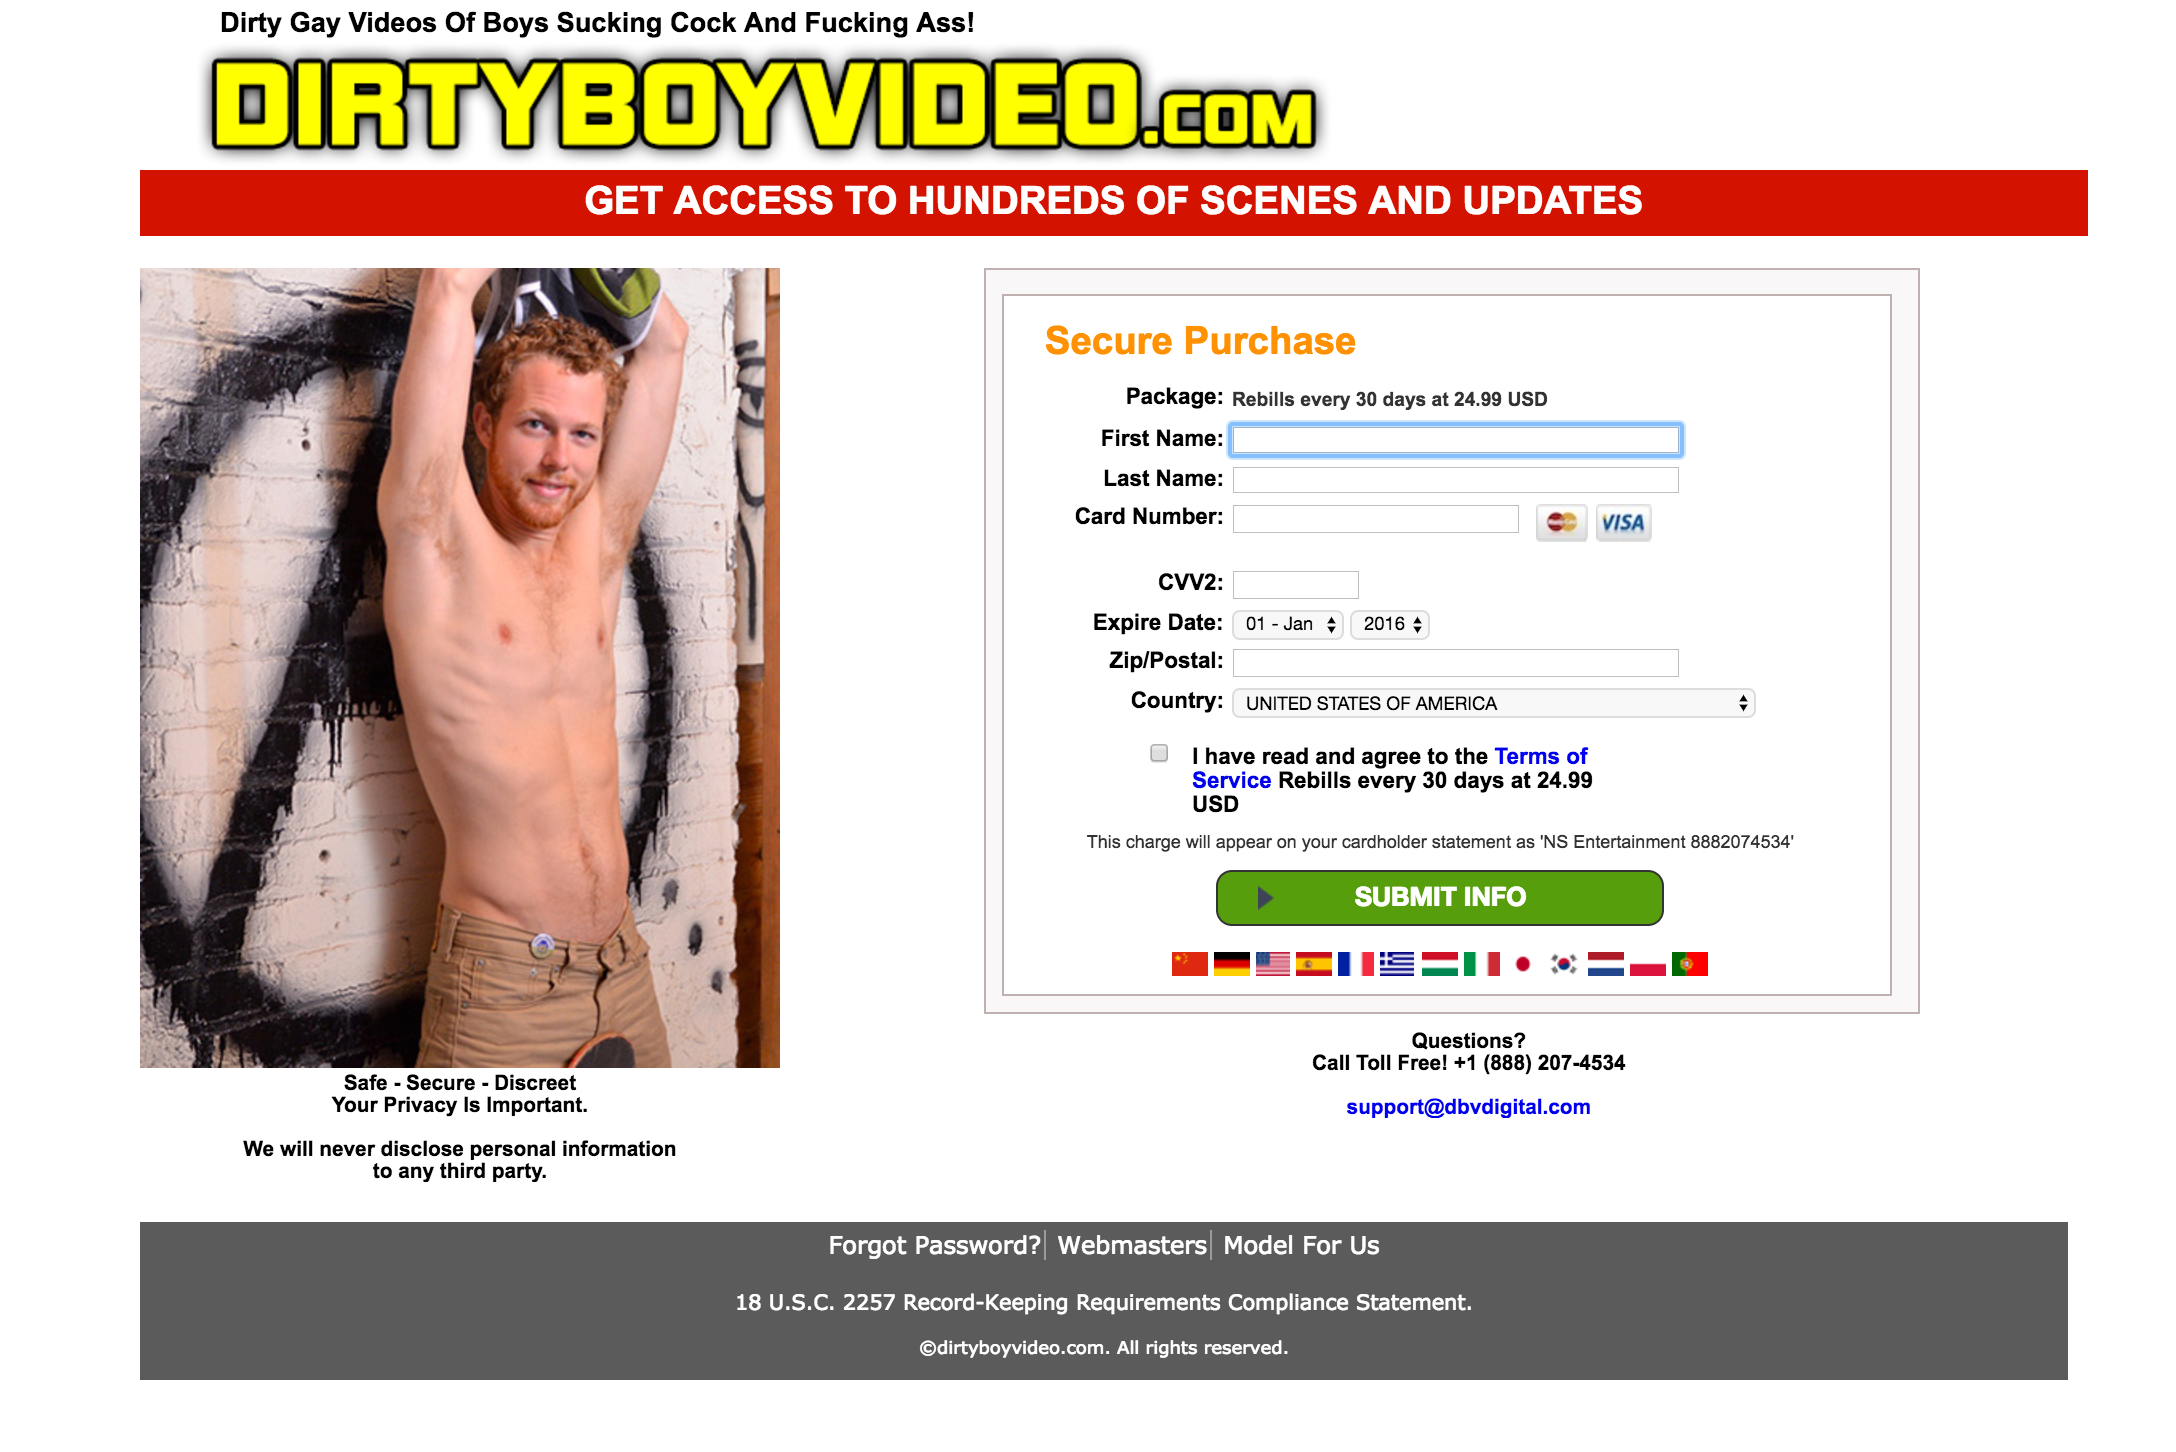 Dirty Gay Videos Of Boys Sucking Cock And Fucking Ass!
DIRTYBOYVIDEO.COM
GET ACCESS TO HUNDREDS OF SCENES AND UPDATES
Secure Purchase
Package: Rebills every 30 days at 24.99 USD
First Name:
Last Name:
Card Number: MasterCard VISA
CVV2:
Expire Date: 01 - Jan 2016
Zip/Postal:
Country: UNITED STATES OF AMERICA
I have read and agree to the Terms of
Service Rebills every 30 days at 24.99
USD
This charge will appear on your cardholder statement as 'NS Entertainment 8882074534'
SUBMIT INFO
Questions?
Call Toll Free! +1 (888) 207-4534
support@dbvdigital.com
Safe - Secure - Discreet
Your Privacy Is Important.
We will never disclose personal information
to any third party.
Forgot Password? Webmasters Model For Us
18 U.S.C. 2257 Record-Keeping Requirements Compliance Statement.
©dirtyboyvideo.com. All rights reserved.